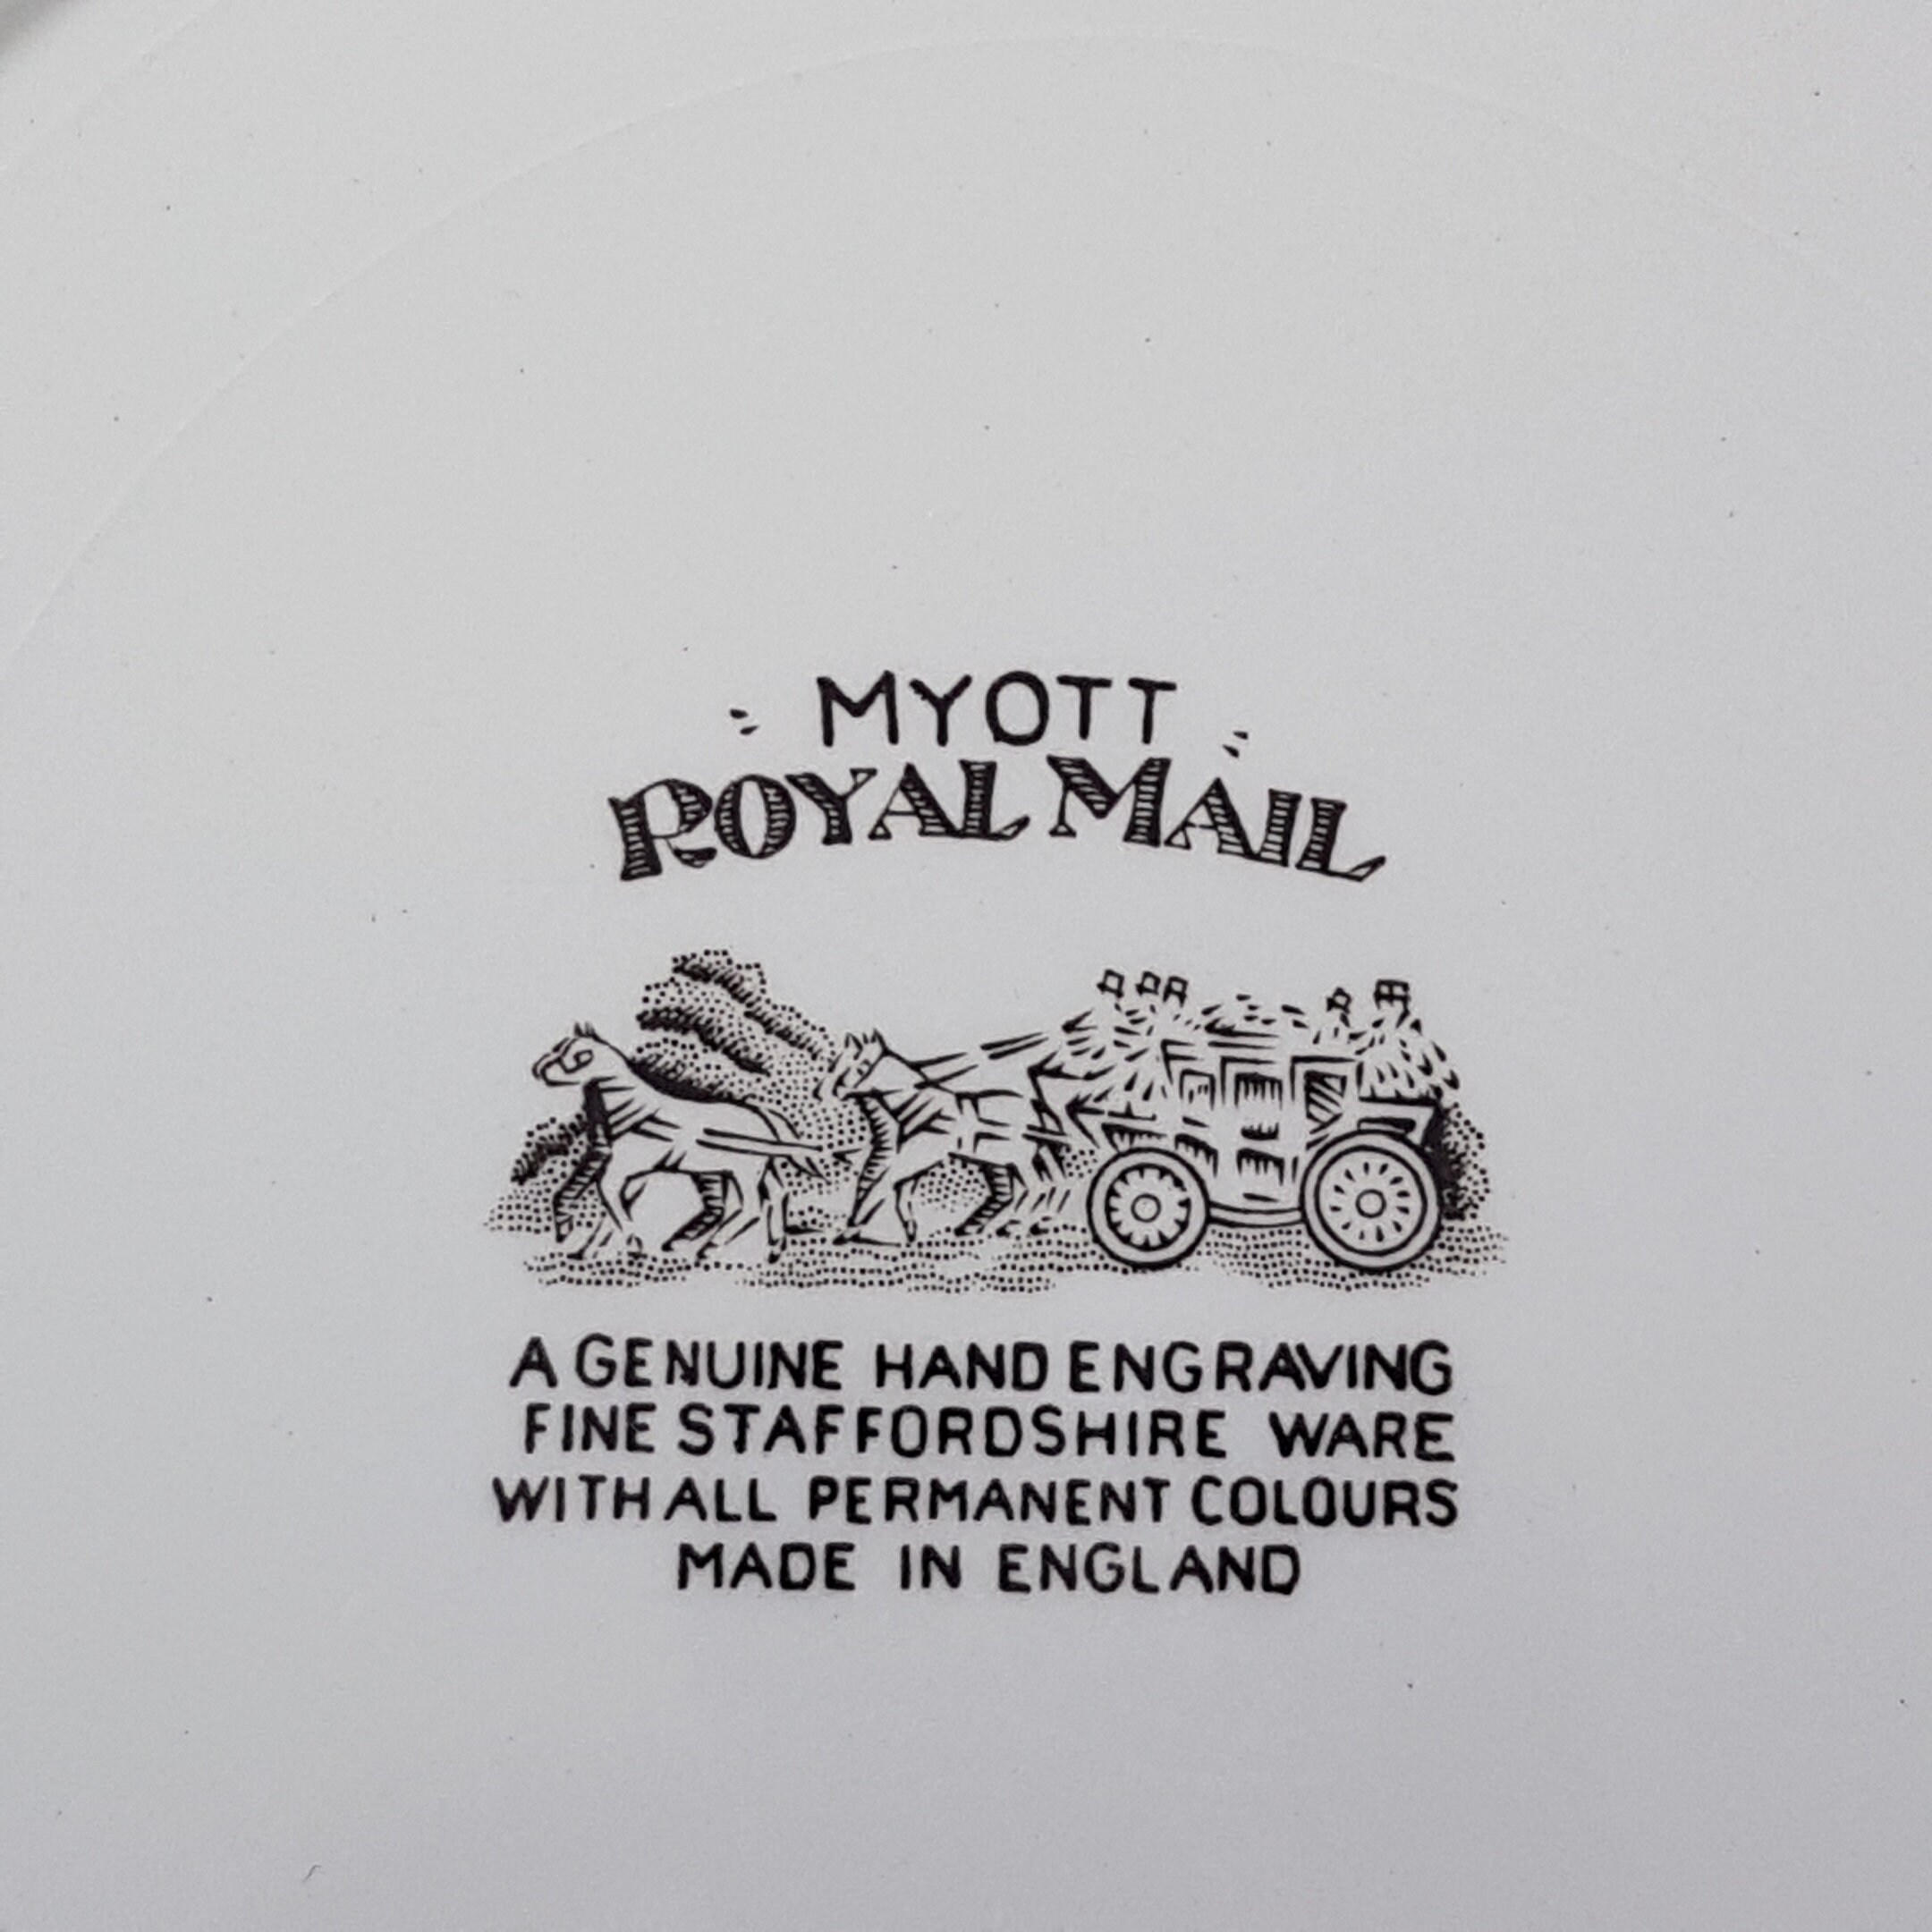 MYOTT
ROYAL MAIL
A GENUINE HAND ENGRAVING
FINE STAFFORDSHIRE WARE
WITH ALL PERMANENT COLOURS
MADE IN ENGLAND